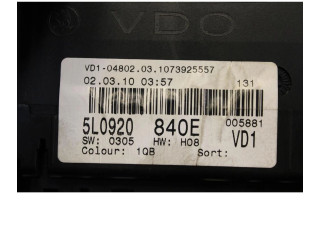 VDO
VD1-04802.03.1073925557
02.03.10 03:57 131
5L0920 840E 005881
SW: 0305 HW: H08 VD1
Colour: 1QB Sort: